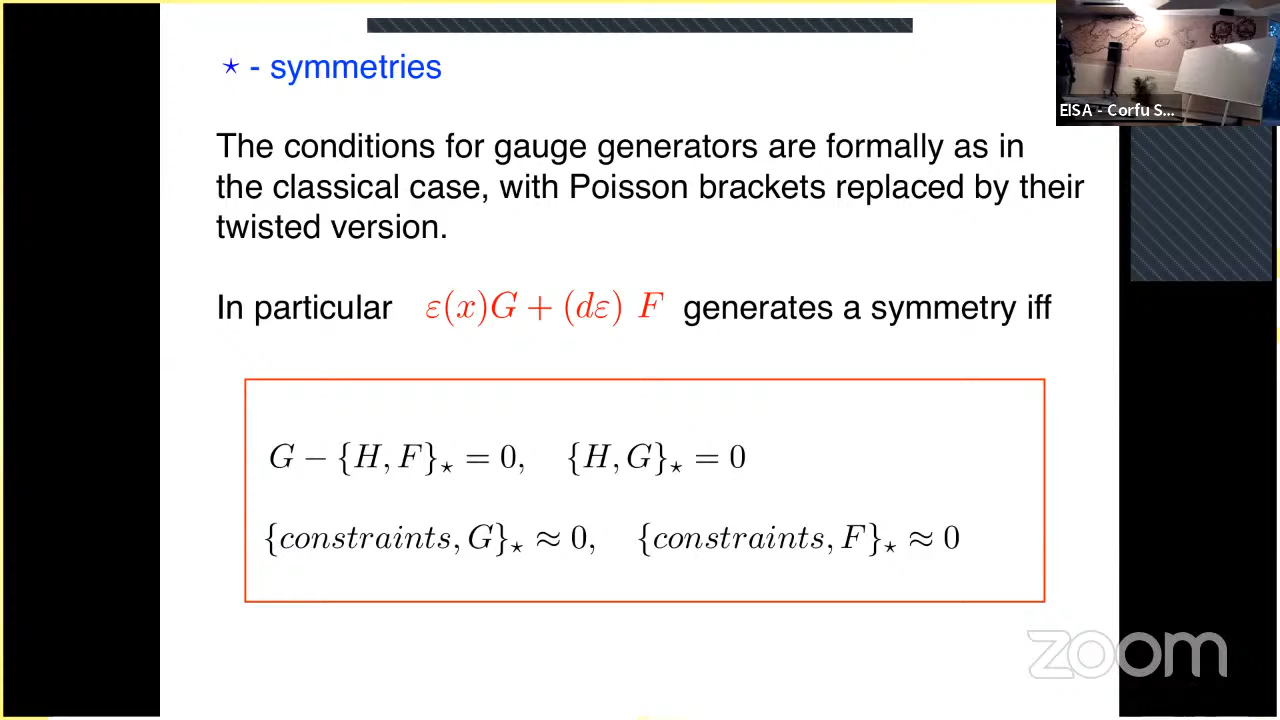 ⋆ - symmetries
EISA - Corfu S...
The conditions for gauge generators are formally as in
the classical case, with Poisson brackets replaced by their
twisted version.
In particular ε(x)G + (dε) F generates a symmetry iff
G − {H, F}⋆ = 0, {H, G}⋆ = 0
{constraints, G}⋆ ≈ 0, {constraints, F}⋆ ≈ 0
zoom